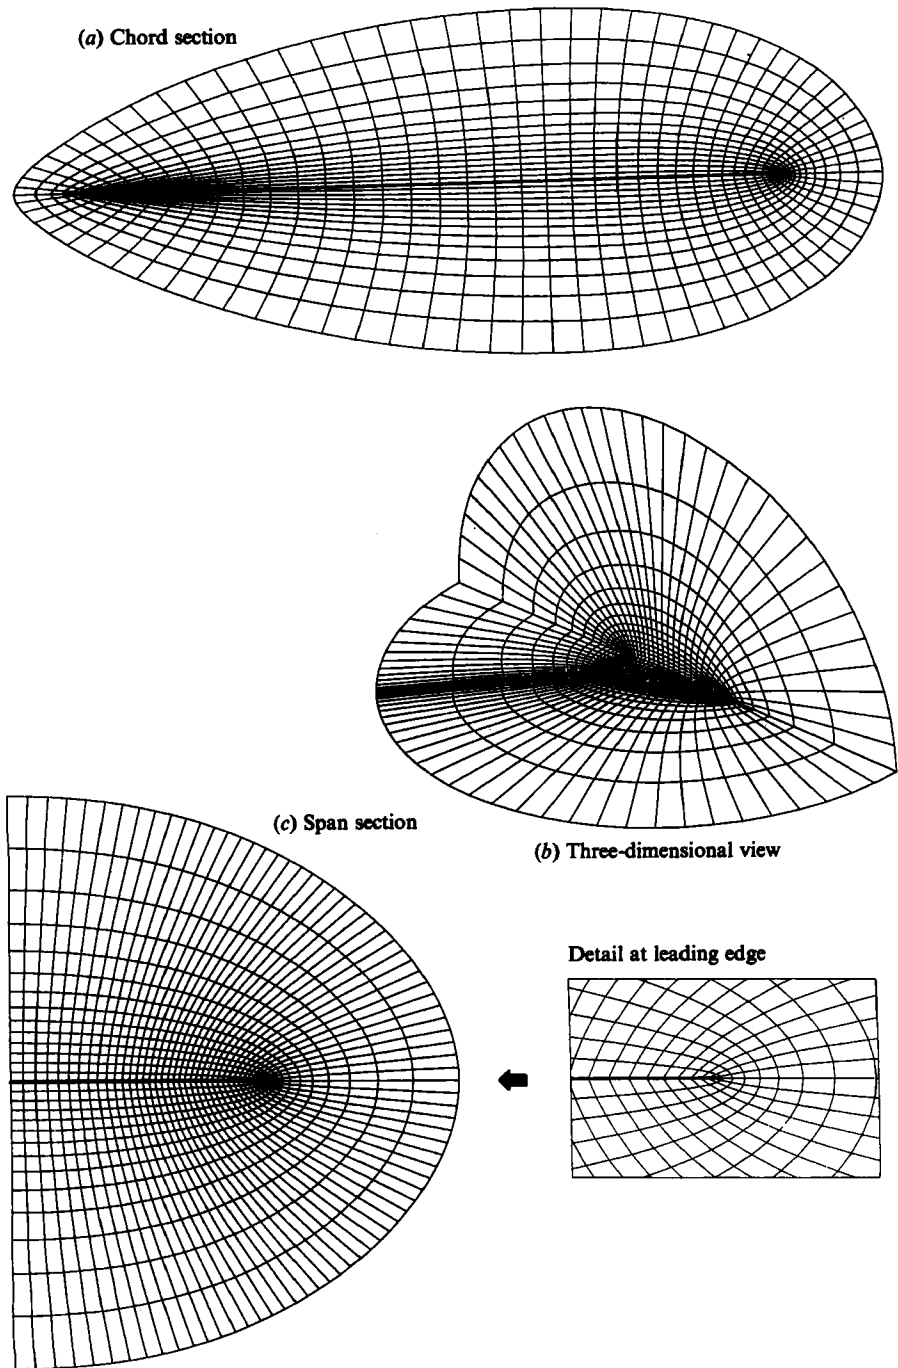 (a) Chord section
(c) Span section
(b) Three-dimensional view
Detail at leading edge